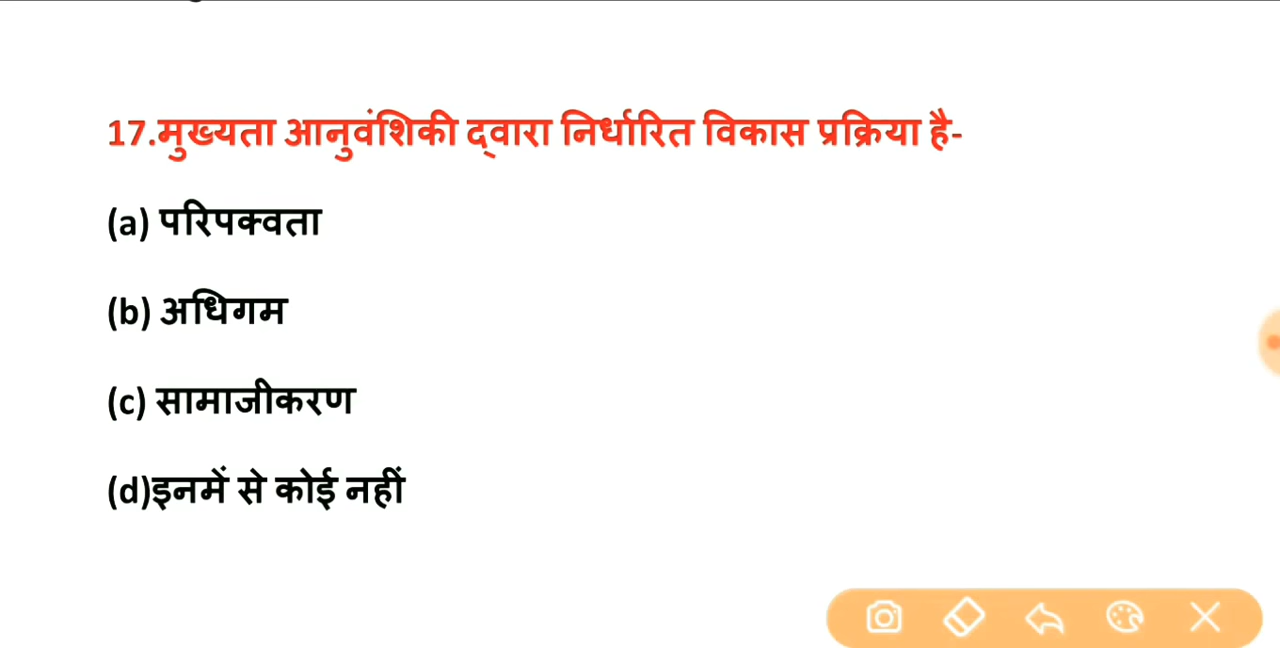 17.मुख्यता आनुवंशिकी द्वारा निर्धारित विकास प्रक्रिया है-
(a) परिपक्वता
(b) अधिगम
(c) सामाजीकरण
(d)इनमें से कोई नहीं